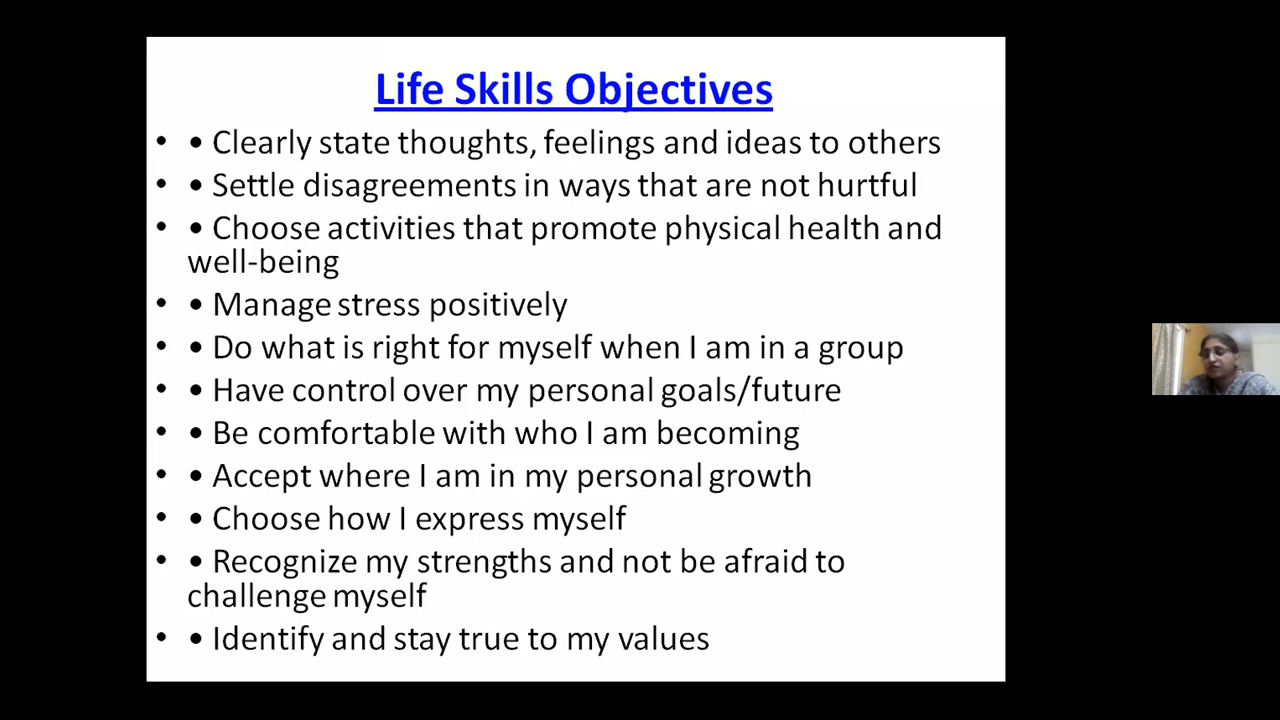 Life Skills Objectives
• • Clearly state thoughts, feelings and ideas to others
• • Settle disagreements in ways that are not hurtful
• • Choose activities that promote physical health and
well-being
• • Manage stress positively
• • Do what is right for myself when I am in a group
• • Have control over my personal goals/future
• • Be comfortable with who I am becoming
• • Accept where I am in my personal growth
• • Choose how I express myself
• • Recognize my strengths and not be afraid to
challenge myself
• • Identify and stay true to my values